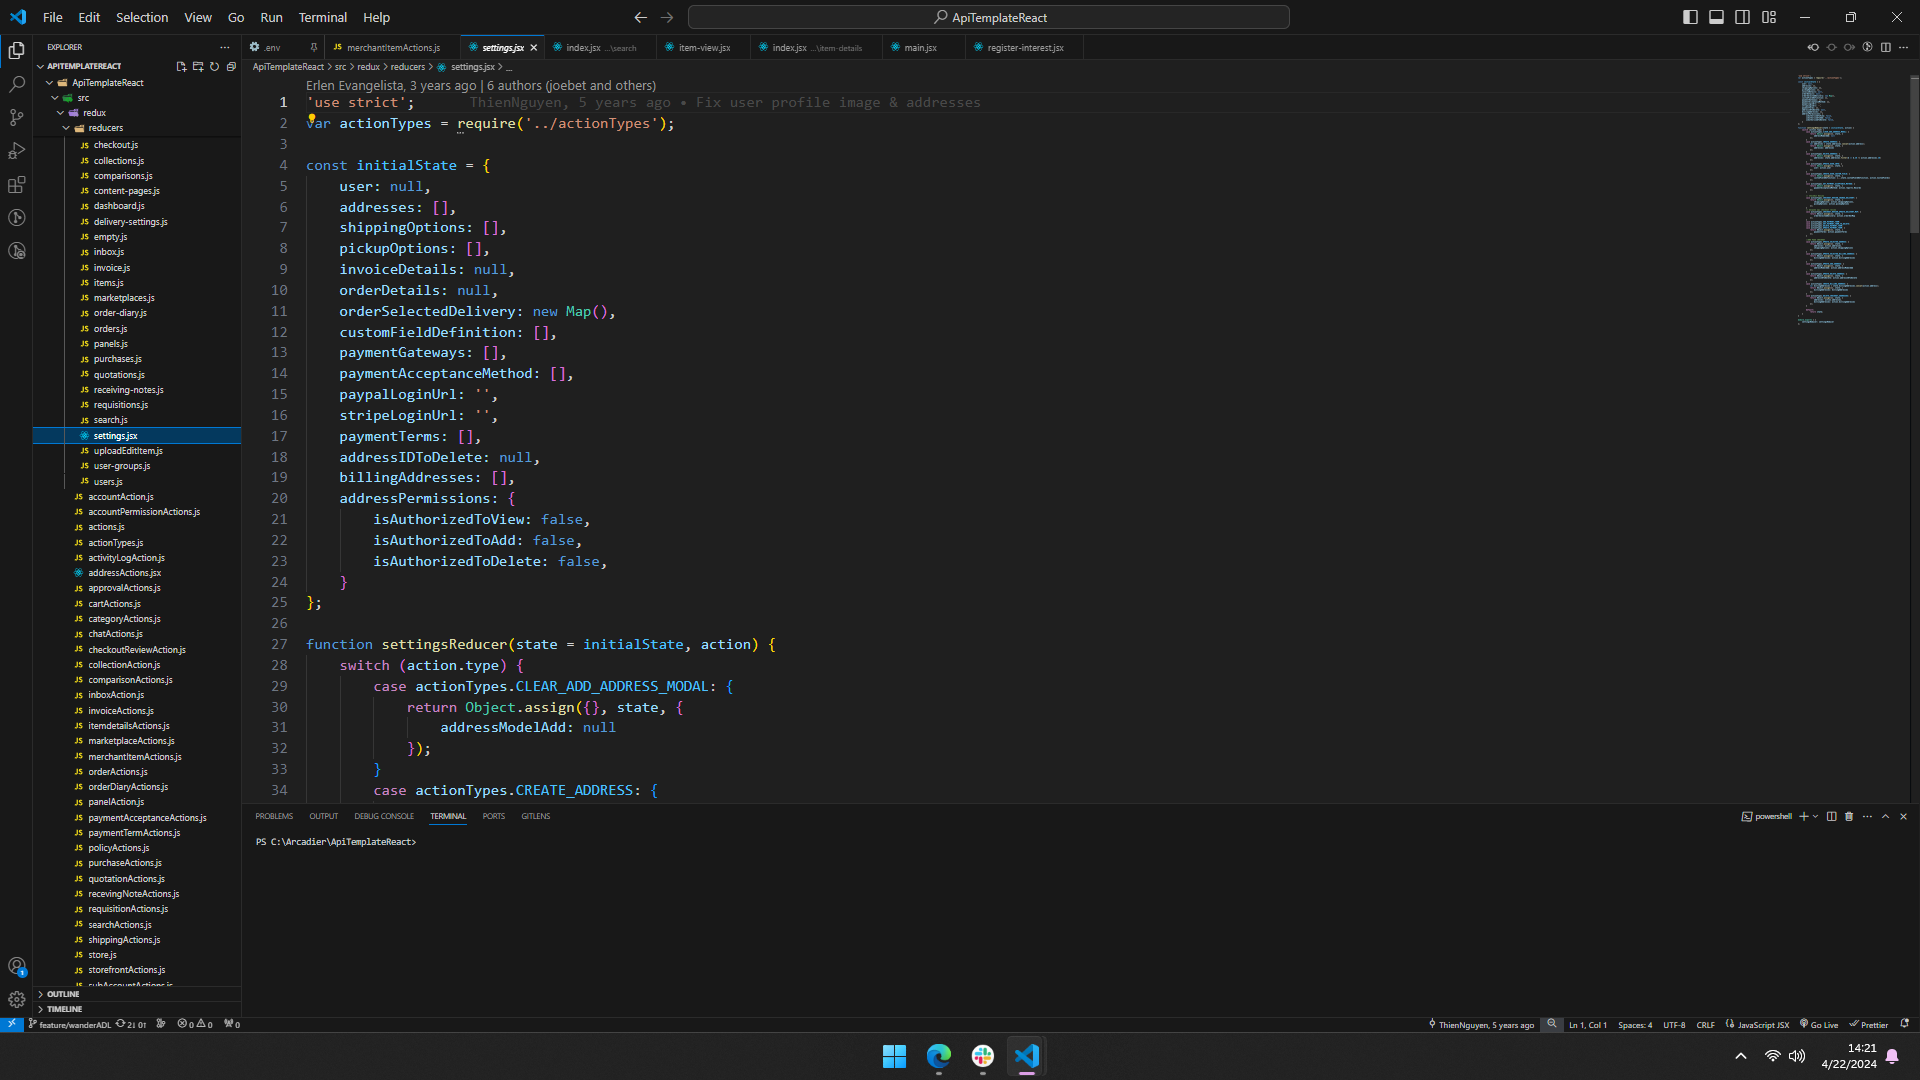 File Edit Selection View Go Run Terminal Help
ApiTemplateReact
EXPLORER
.env
merchantItemActions.js
settings.jsx
index.jsx ...\search
item-view.jsx
index.jsx ...\item-details
main.jsx
register-interest.jsx
APITEMPLATEREACT
ApiTemplateReact
src
redux
reducers
checkout.js
collections.js
comparisons.js
content-pages.js
dashboard.js
delivery-settings.js
empty.js
inbox.js
invoice.js
items.js
marketplaces.js
order-diary.js
orders.js
panels.js
purchases.js
quotations.js
receiving-notes.js
requisitions.js
search.js
settings.jsx
uploadEditItem.js
user-groups.js
users.js
accountAction.js
accountPermissionActions.js
actions.js
actionTypes.js
activityLogAction.js
addressActions.jsx
approvalActions.js
cartActions.js
categoryActions.js
chatActions.js
checkoutReviewAction.js
collectionAction.js
comparisonActions.js
inboxAction.js
invoiceActions.js
itemdetailsActions.js
marketplaceActions.js
merchantItemActions.js
orderActions.js
orderDiaryActions.js
panelAction.js
paymentAcceptanceActions.js
paymentTermActions.js
policyActions.js
purchaseActions.js
quotationActions.js
recevingNoteActions.js
requisitionActions.js
searchActions.js
shippingActions.js
store.js
storefrontActions.js
subAccountActions.js
OUTLINE
TIMELINE
ApiTemplateReact > src > redux > reducers > settings.jsx > ...
Erlen Evangelista, 3 years ago | 6 authors (joebet and others)
1 'use strict'; ThienNguyen, 5 years ago • Fix user profile image & addresses
2 var actionTypes = require('../actionTypes');
3
4 const initialState = {
5 user: null,
6 addresses: [],
7 shippingOptions: [],
8 pickupOptions: [],
9 invoiceDetails: null,
10 orderDetails: null,
11 orderSelectedDelivery: new Map(),
12 customFieldDefinition: [],
13 paymentGateways: [],
14 paymentAcceptanceMethod: [],
15 paypalLoginUrl: '',
16 stripeLoginUrl: '',
17 paymentTerms: [],
18 addressIDToDelete: null,
19 billingAddresses: [],
20 addressPermissions: {
21 isAuthorizedToView: false,
22 isAuthorizedToAdd: false,
23 isAuthorizedToDelete: false,
24 }
25 };
26
27 function settingsReducer(state = initialState, action) {
28 switch (action.type) {
29 case actionTypes.CLEAR_ADD_ADDRESS_MODAL: {
30 return Object.assign({}, state, {
31 addressModelAdd: null
32 });
33 }
34 case actionTypes.CREATE_ADDRESS: {
PROBLEMS OUTPUT DEBUG CONSOLE TERMINAL PORTS GITLENS
powershell
PS C:\Arcadier\ApiTemplateReact>
feature/wanderADL 2↓ 0↑ 0 0 0
ThienNguyen, 5 years ago Ln 1, Col 1 Spaces: 4 UTF-8 CRLF JavaScript JSX Go Live Prettier
14:21
4/22/2024